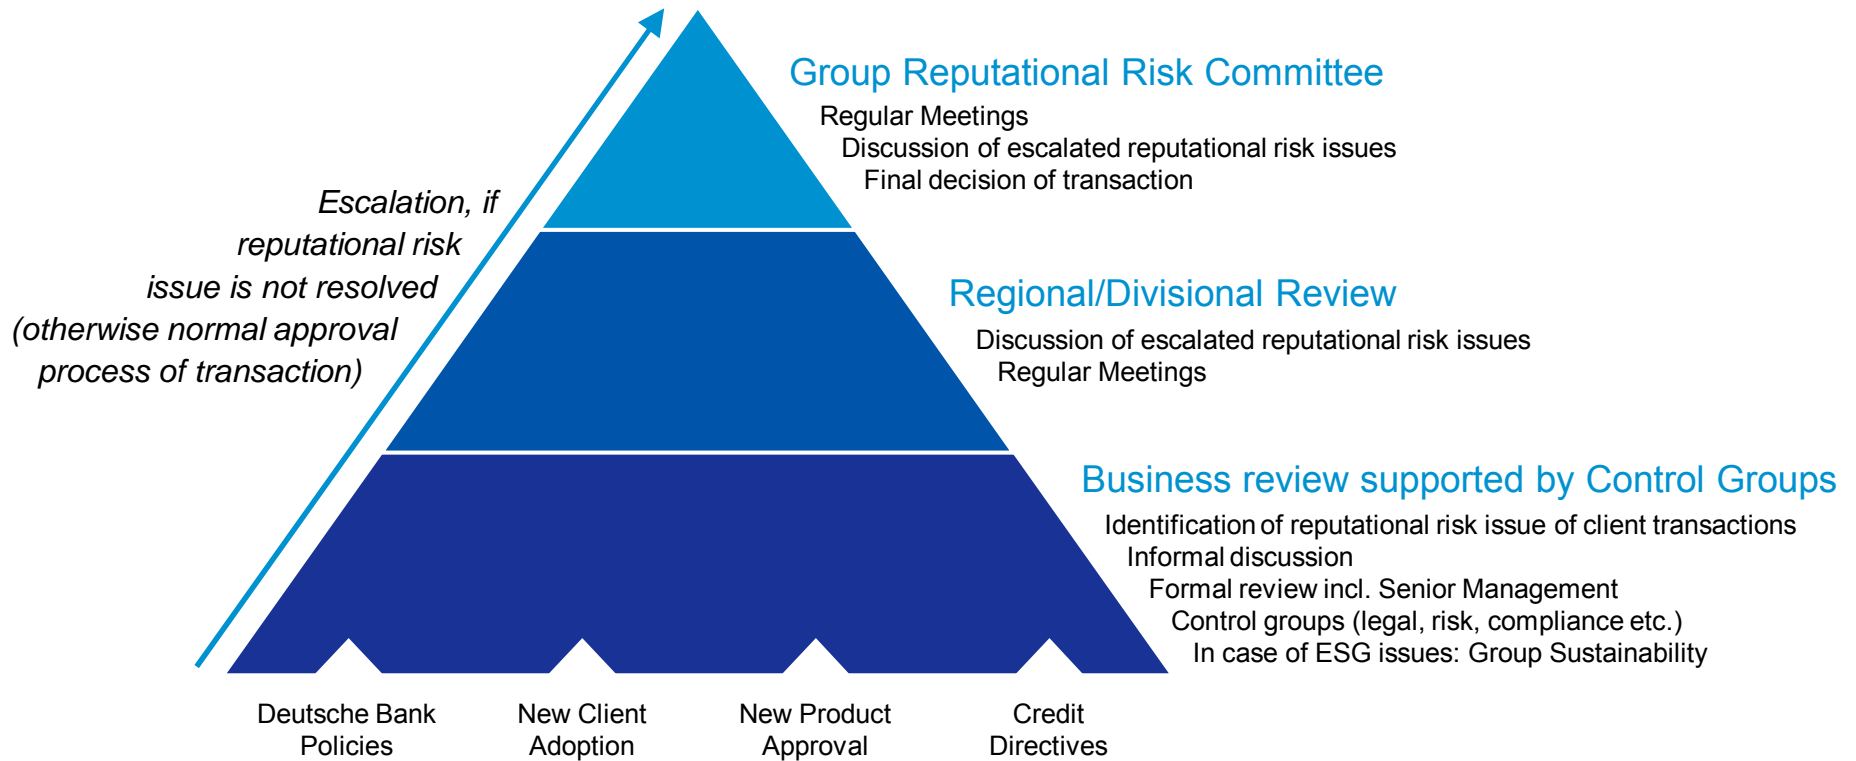 Group Reputational Risk Committee
Regular Meetings
Discussion of escalated reputational risk issues
Final decision of transaction
Escalation, if
reputational risk
issue is not resolved
(otherwise normal approval
process of transaction)
Regional/Divisional Review
Discussion of escalated reputational risk issues
Regular Meetings
Business review supported by Control Groups
Identification of reputational risk issue of client transactions
Informal discussion
Formal review incl. Senior Management
Control groups (legal, risk, compliance etc.)
In case of ESG issues: Group Sustainability
Deutsche Bank
Policies
New Client
Adoption
New Product
Approval
Credit
Directives